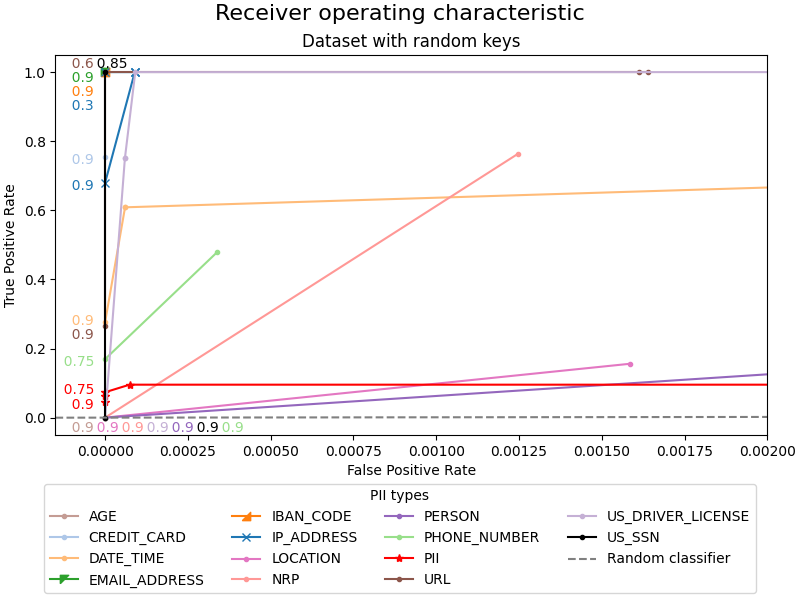 Receiver operating characteristic
Dataset with random keys
0.6 0.85
0.9
0.9
0.3
0.9
0.9
0.9
0.9
0.75
0.75
0.9
0.9 0.9 0.9 0.9 0.9 0.9 0.9
True Positive Rate
1.0
0.8
0.6
0.4
0.2
0.0
0.00000 0.00025 0.00050 0.00075 0.00100 0.00125 0.00150 0.00175 0.00200
False Positive Rate
PII types
AGE IBAN_CODE PERSON US_DRIVER_LICENSE
CREDIT_CARD IP_ADDRESS PHONE_NUMBER US_SSN
DATE_TIME LOCATION PII Random classifier
EMAIL_ADDRESS NRP URL